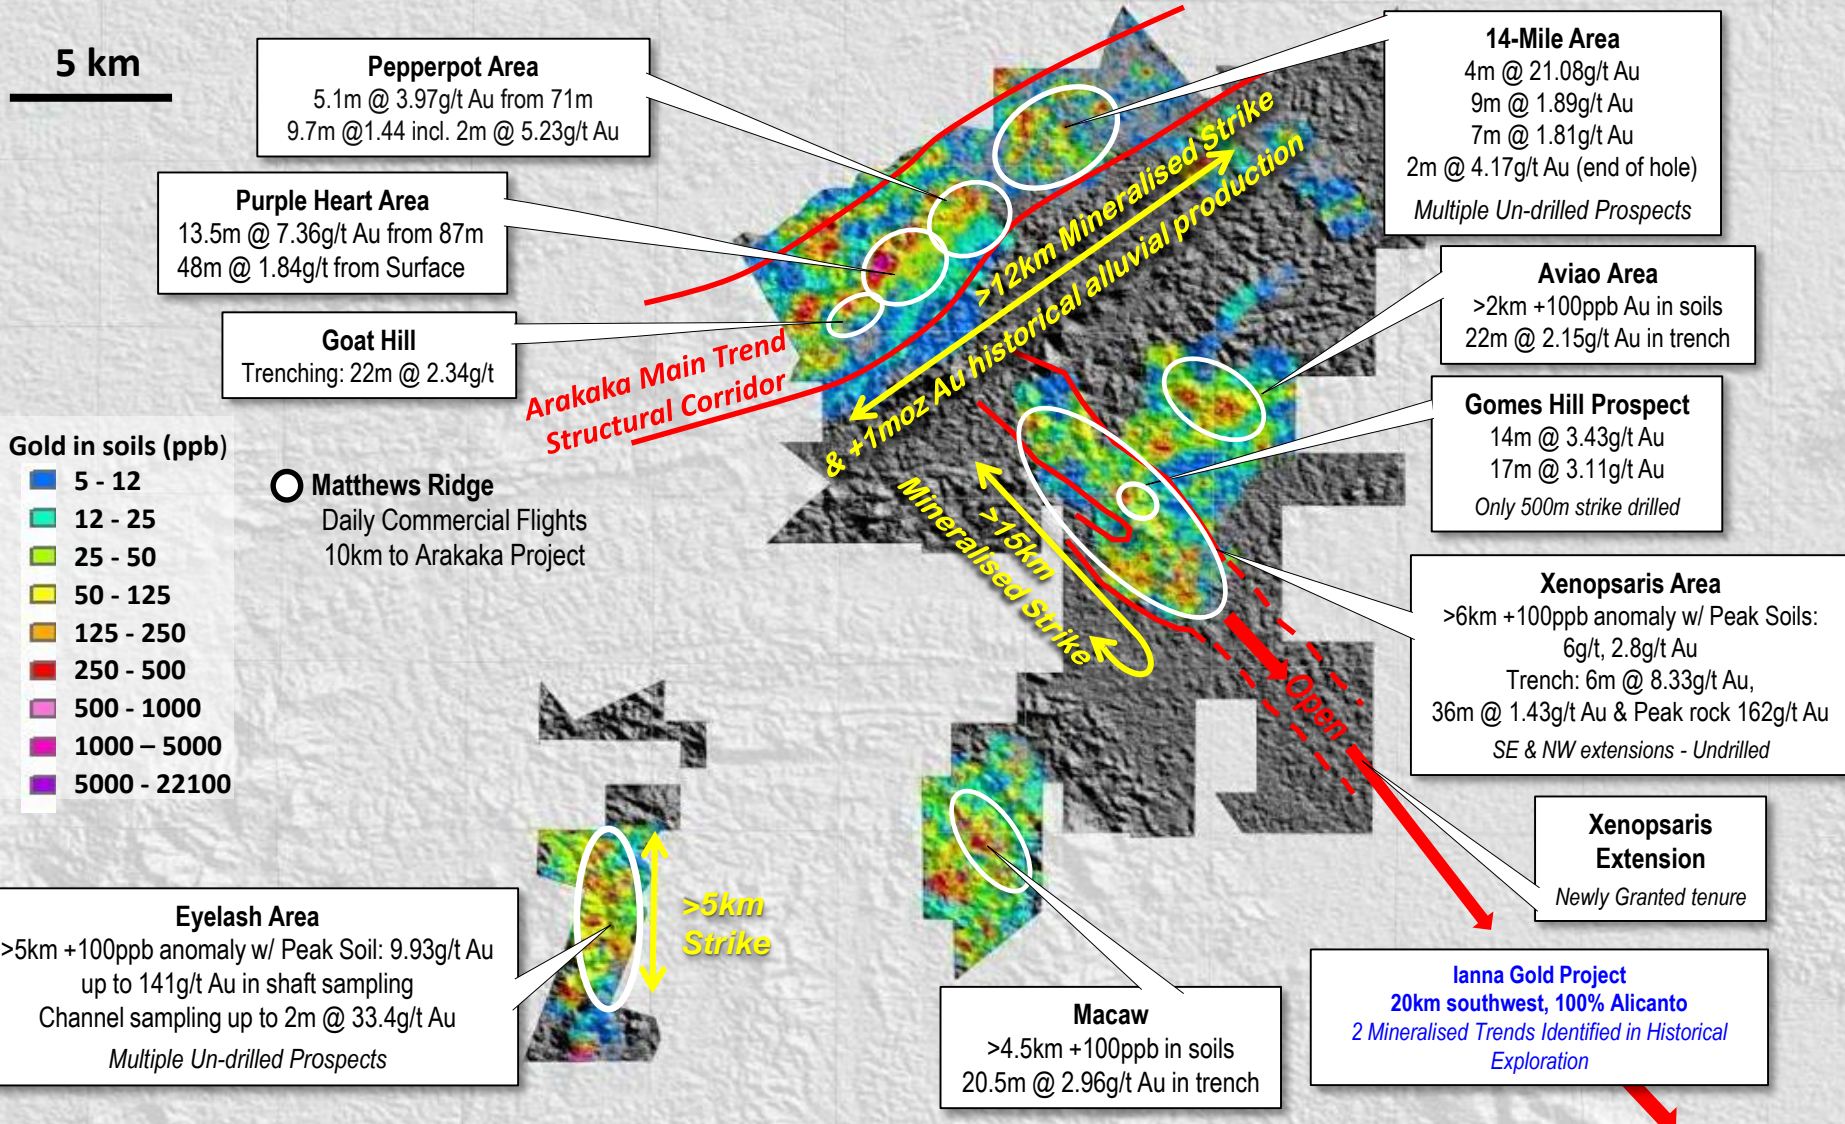 5 km
Pepperpot Area
5.1m @ 3.97g/t Au from 71m
9.7m @1.44 incl. 2m @ 5.23g/t Au
14-Mile Area
4m @ 21.08g/t Au
9m @ 1.89g/t Au
7m @ 1.81g/t Au
2m @ 4.17g/t Au (end of hole)
Multiple Un-drilled Prospects
Purple Heart Area
13.5m @ 7.36g/t Au from 87m
48m @ 1.84g/t from Surface
Goat Hill
Trenching: 22m @ 2.34g/t
Arakaka Main Trend
Structural Corridor
>12km Mineralised Strike
& +1moz Au historical alluvial production
Aviao Area
>2km +100ppb Au in soils
22m @ 2.15g/t Au in trench
Gomes Hill Prospect
14m @ 3.43g/t Au
17m @ 3.11g/t Au
Only 500m strike drilled
Gold in soils (ppb)
5 - 12
12 - 25
25 - 50
50 - 125
125 - 250
250 - 500
500 - 1000
1000 – 5000
5000 - 22100
Matthews Ridge
Daily Commercial Flights
10km to Arakaka Project
>15km
Mineralised Strike
Xenopsaris Area
>6km +100ppb anomaly w/ Peak Soils:
6g/t, 2.8g/t Au
Trench: 6m @ 8.33g/t Au,
36m @ 1.43g/t Au & Peak rock 162g/t Au
SE & NW extensions - Undrilled
Open
Xenopsaris
Extension
Newly Granted tenure
Eyelash Area
>5km +100ppb anomaly w/ Peak Soil: 9.93g/t Au
up to 141g/t Au in shaft sampling
Channel sampling up to 2m @ 33.4g/t Au
Multiple Un-drilled Prospects
>5km
Strike
Macaw
>4.5km +100ppb in soils
20.5m @ 2.96g/t Au in trench
Ianna Gold Project
20km southwest, 100% Alicanto
2 Mineralised Trends Identified in Historical
Exploration